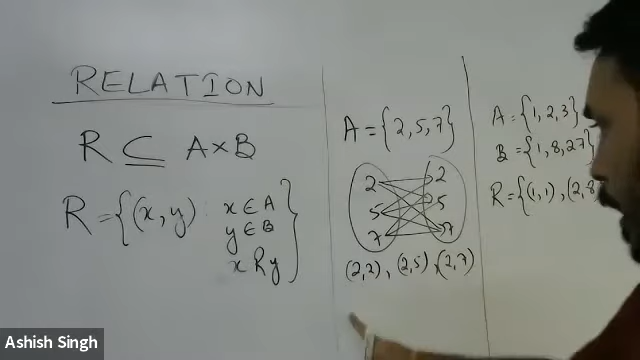 RELATION
R ⊆ A×B
R = {(x, y) : x ∈ A
y ∈ B
x R y}
A = {2, 5, 7}
2 2
5 5
7 7
(2,2), (2,5), (2,7)
A = {1, 2, 3}
B = {1, 8, 27}
R = {(1,1), (2,8
Ashish Singh